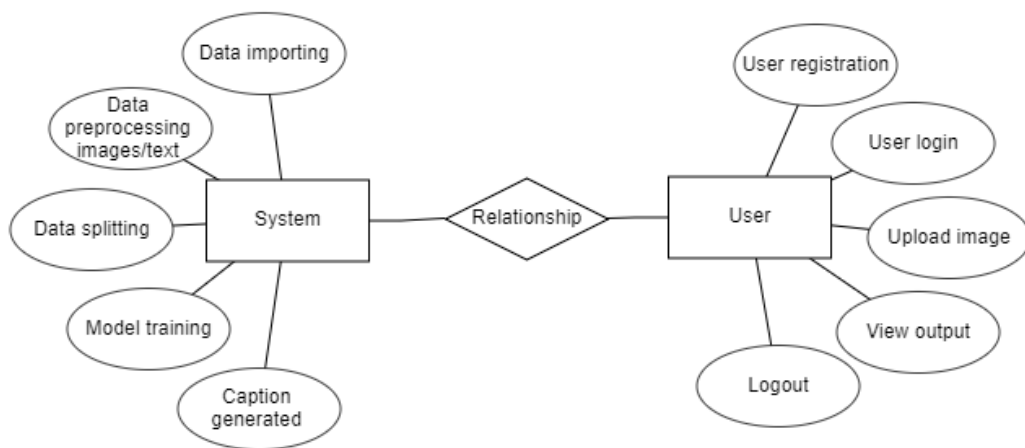 Data importing
User registration
Data
preprocessing
images/text
User login
System
Relationship
User
Data splitting
Upload image
Model training
View output
Caption
generated
Logout